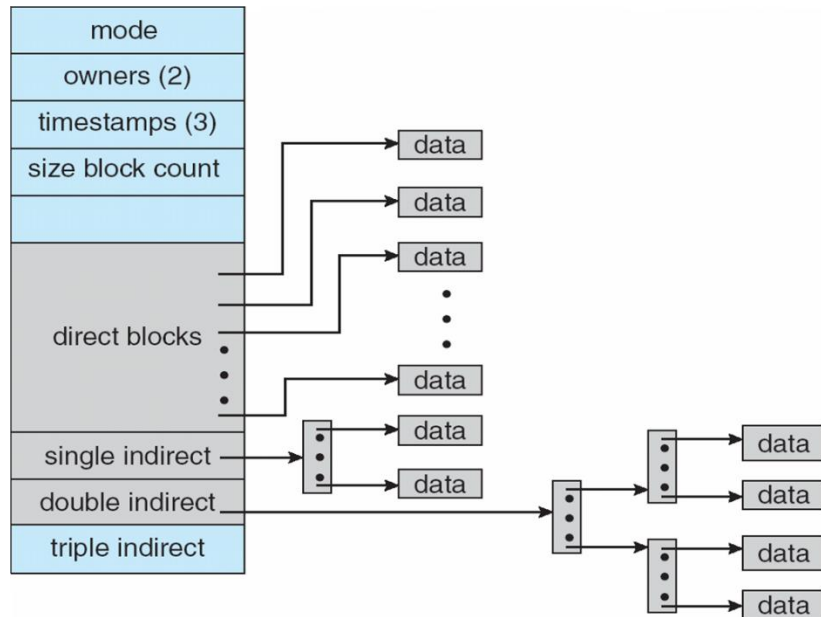 mode
owners (2)
timestamps (3)
size block count
direct blocks
single indirect
double indirect
triple indirect
data
data
data
data
data
data
data
data
data
data